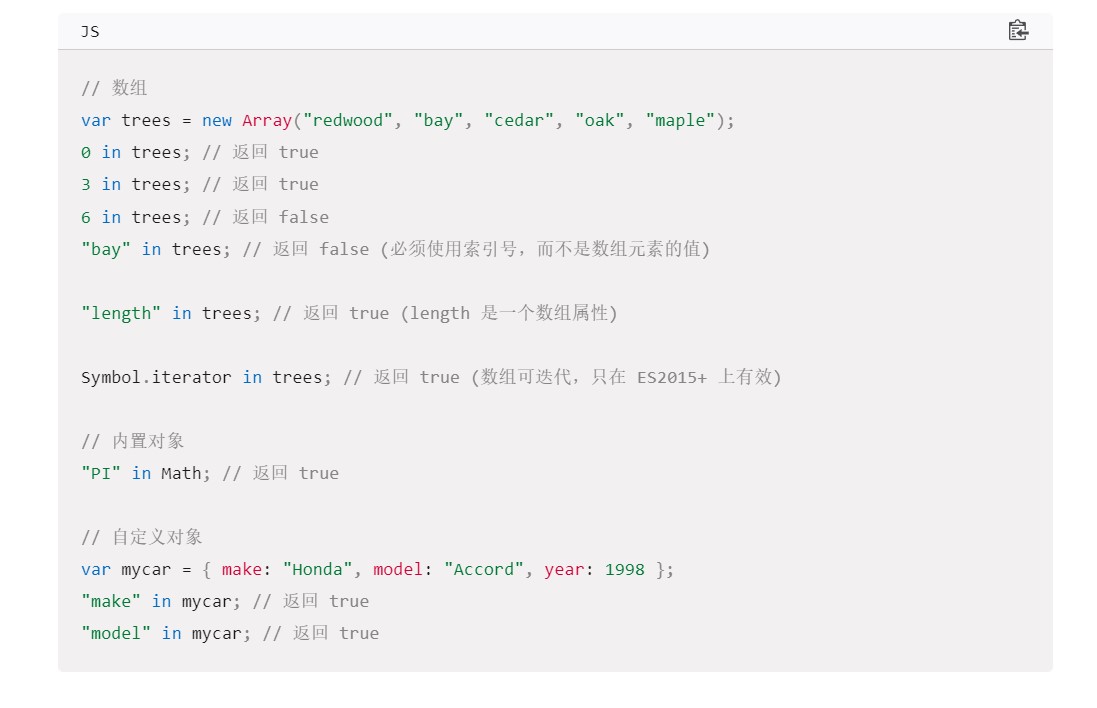 JS
// 数组
var trees = new Array("redwood", "bay", "cedar", "oak", "maple");
0 in trees; // 返回 true
3 in trees; // 返回 true
6 in trees; // 返回 false
"bay" in trees; // 返回 false (必须使用索引号，而不是数组元素的值)
"length" in trees; // 返回 true (length 是一个数组属性)
Symbol.iterator in trees; // 返回 true (数组可迭代，只在 ES2015+ 上有效)
// 内置对象
"PI" in Math; // 返回 true
// 自定义对象
var mycar = { make: "Honda", model: "Accord", year: 1998 };
"make" in mycar; // 返回 true
"model" in mycar; // 返回 true